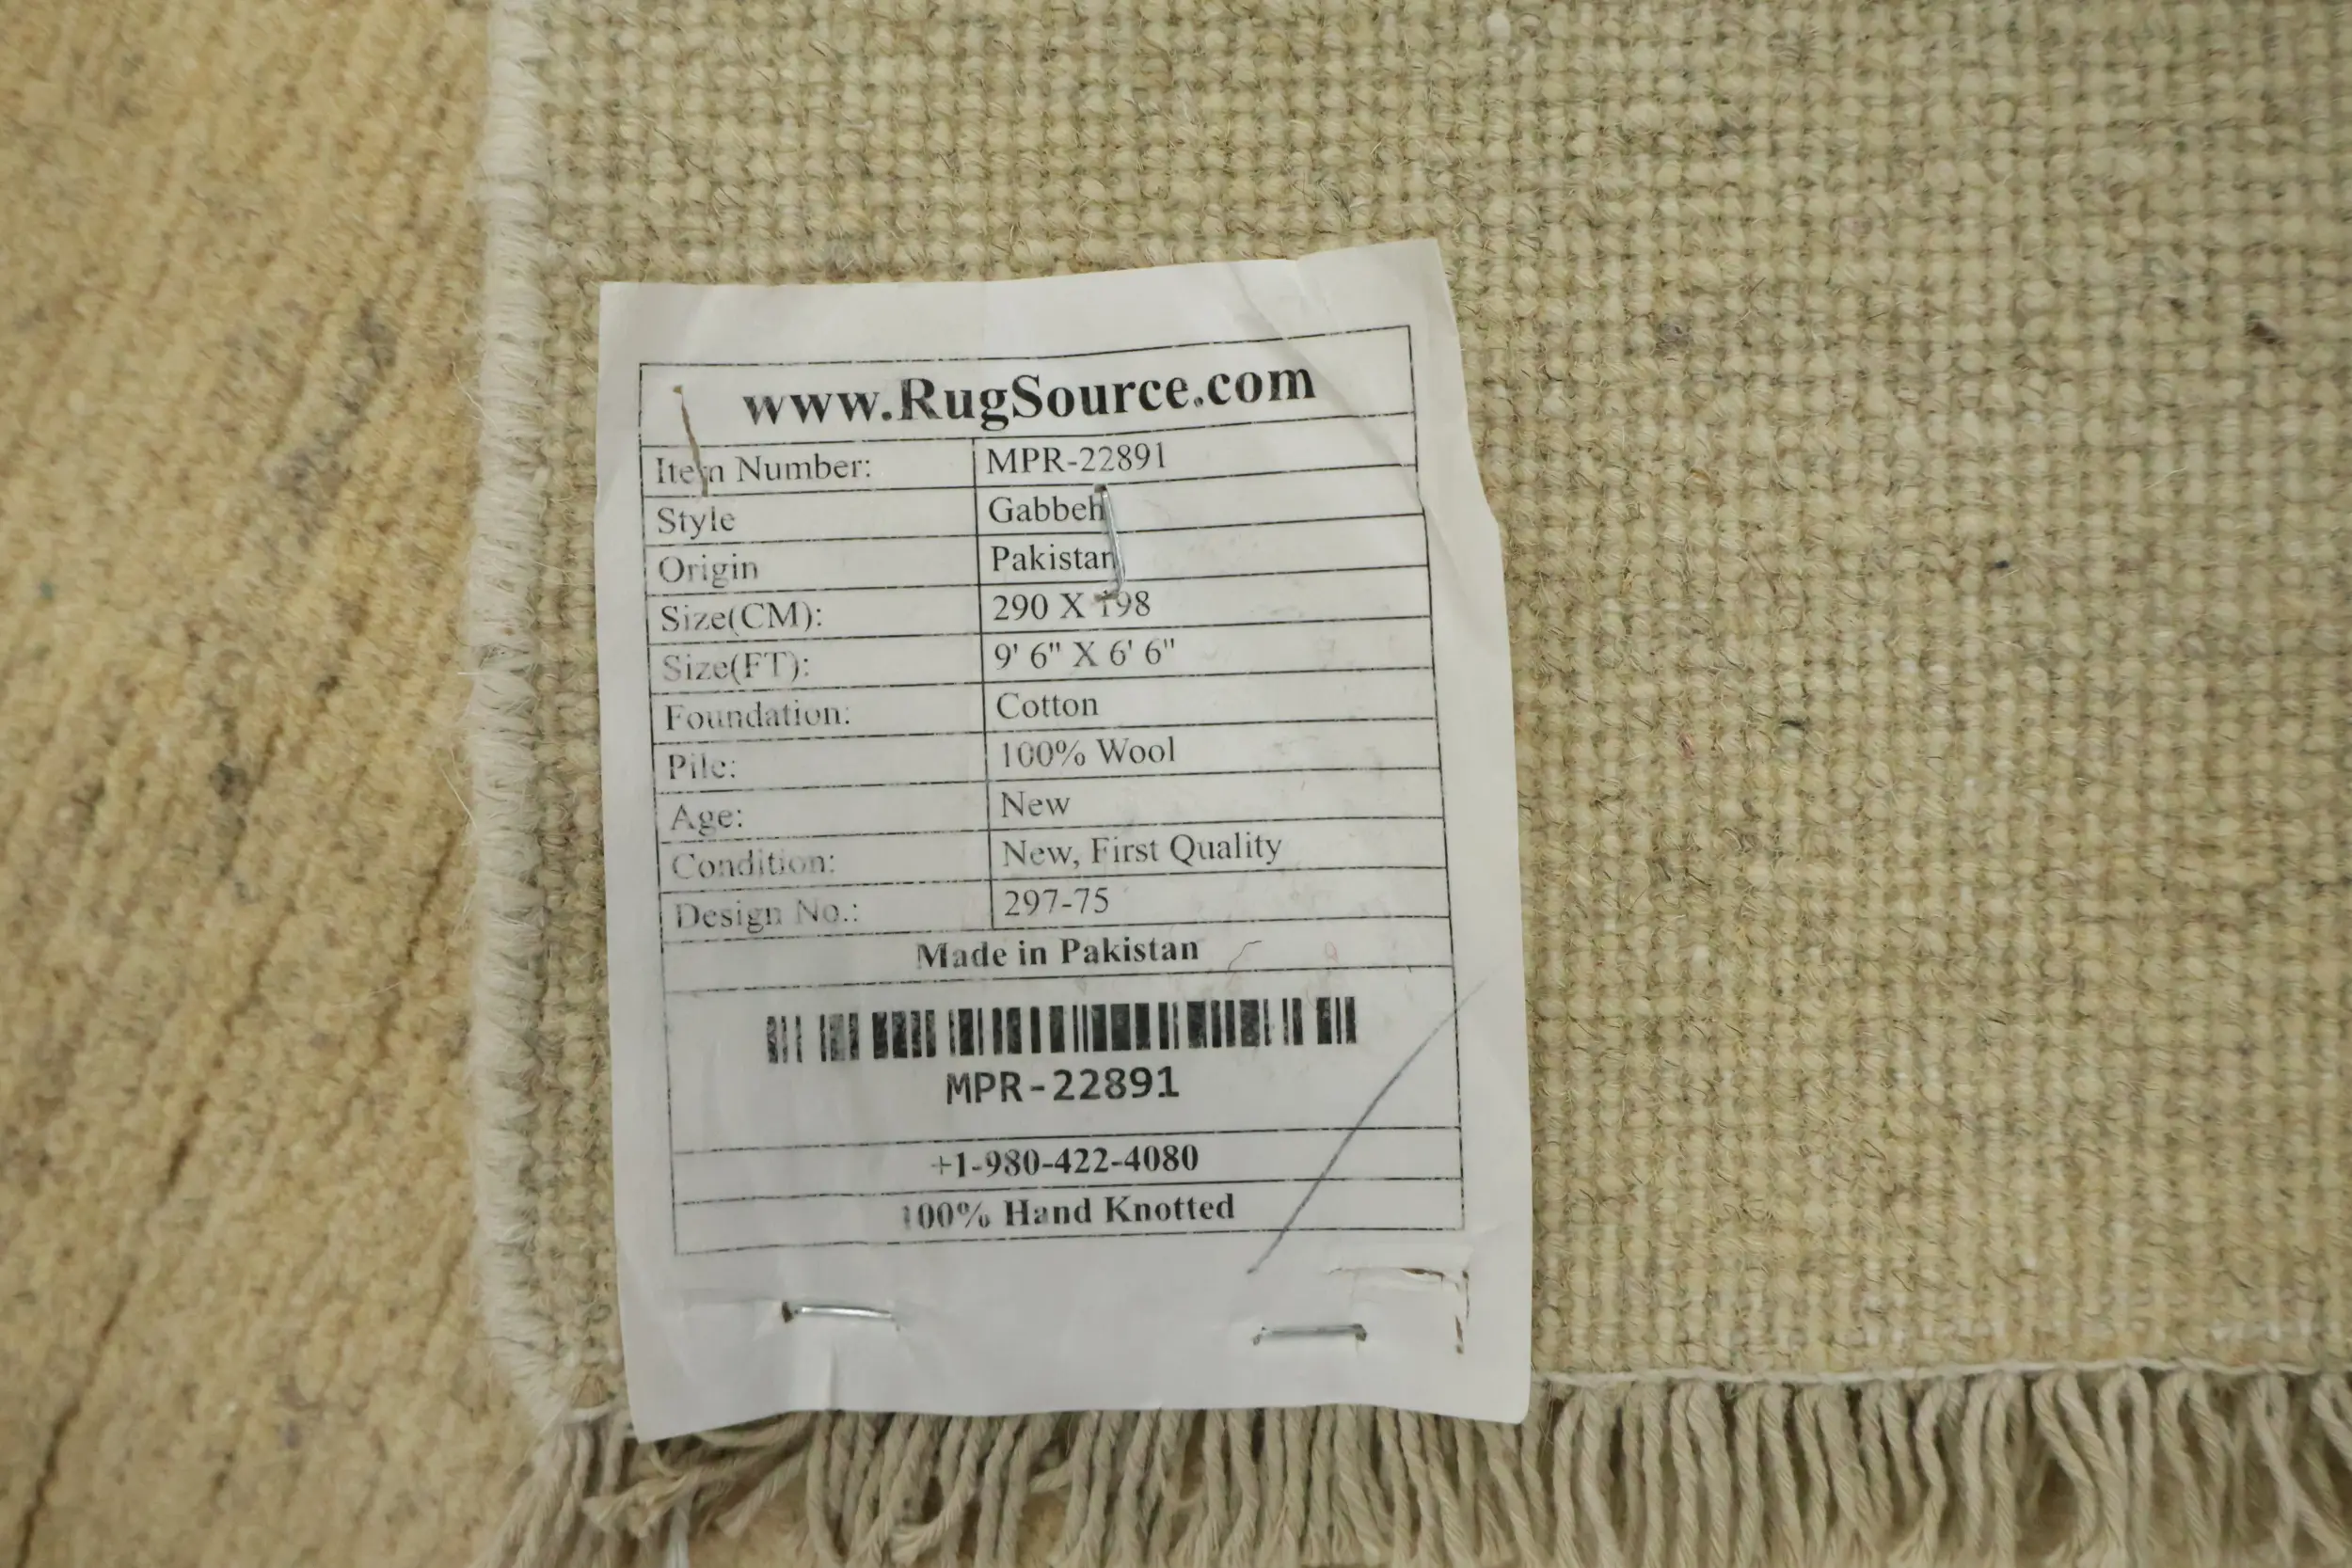 www.RugSource.com
Item Number: MPR-22891
Style Gabbeh
Origin Pakistan
Size(CM): 290 X 198
Size(FT): 9' 6" X 6' 6"
Foundation: Cotton
Pile: 100% Wool
Age: New
Condition: New, First Quality
Design No.: 297-75
Made in Pakistan
MPR-22891
+1-980-422-4080
100% Hand Knotted